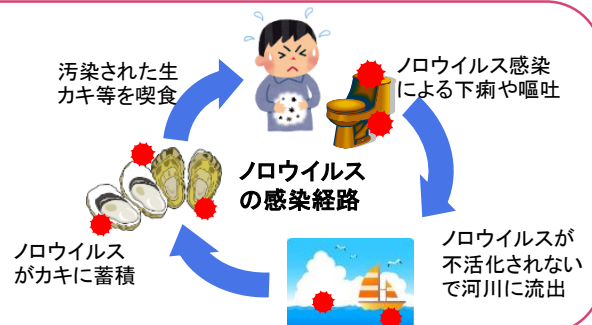 汚染された生
カキ等を喫食
ノロウイルス感染
による下痢や嘔吐
ノロウイルス
の感染経路
ノロウイルス
がカキに蓄積
ノロウイルスが
不活化されない
で河川に流出